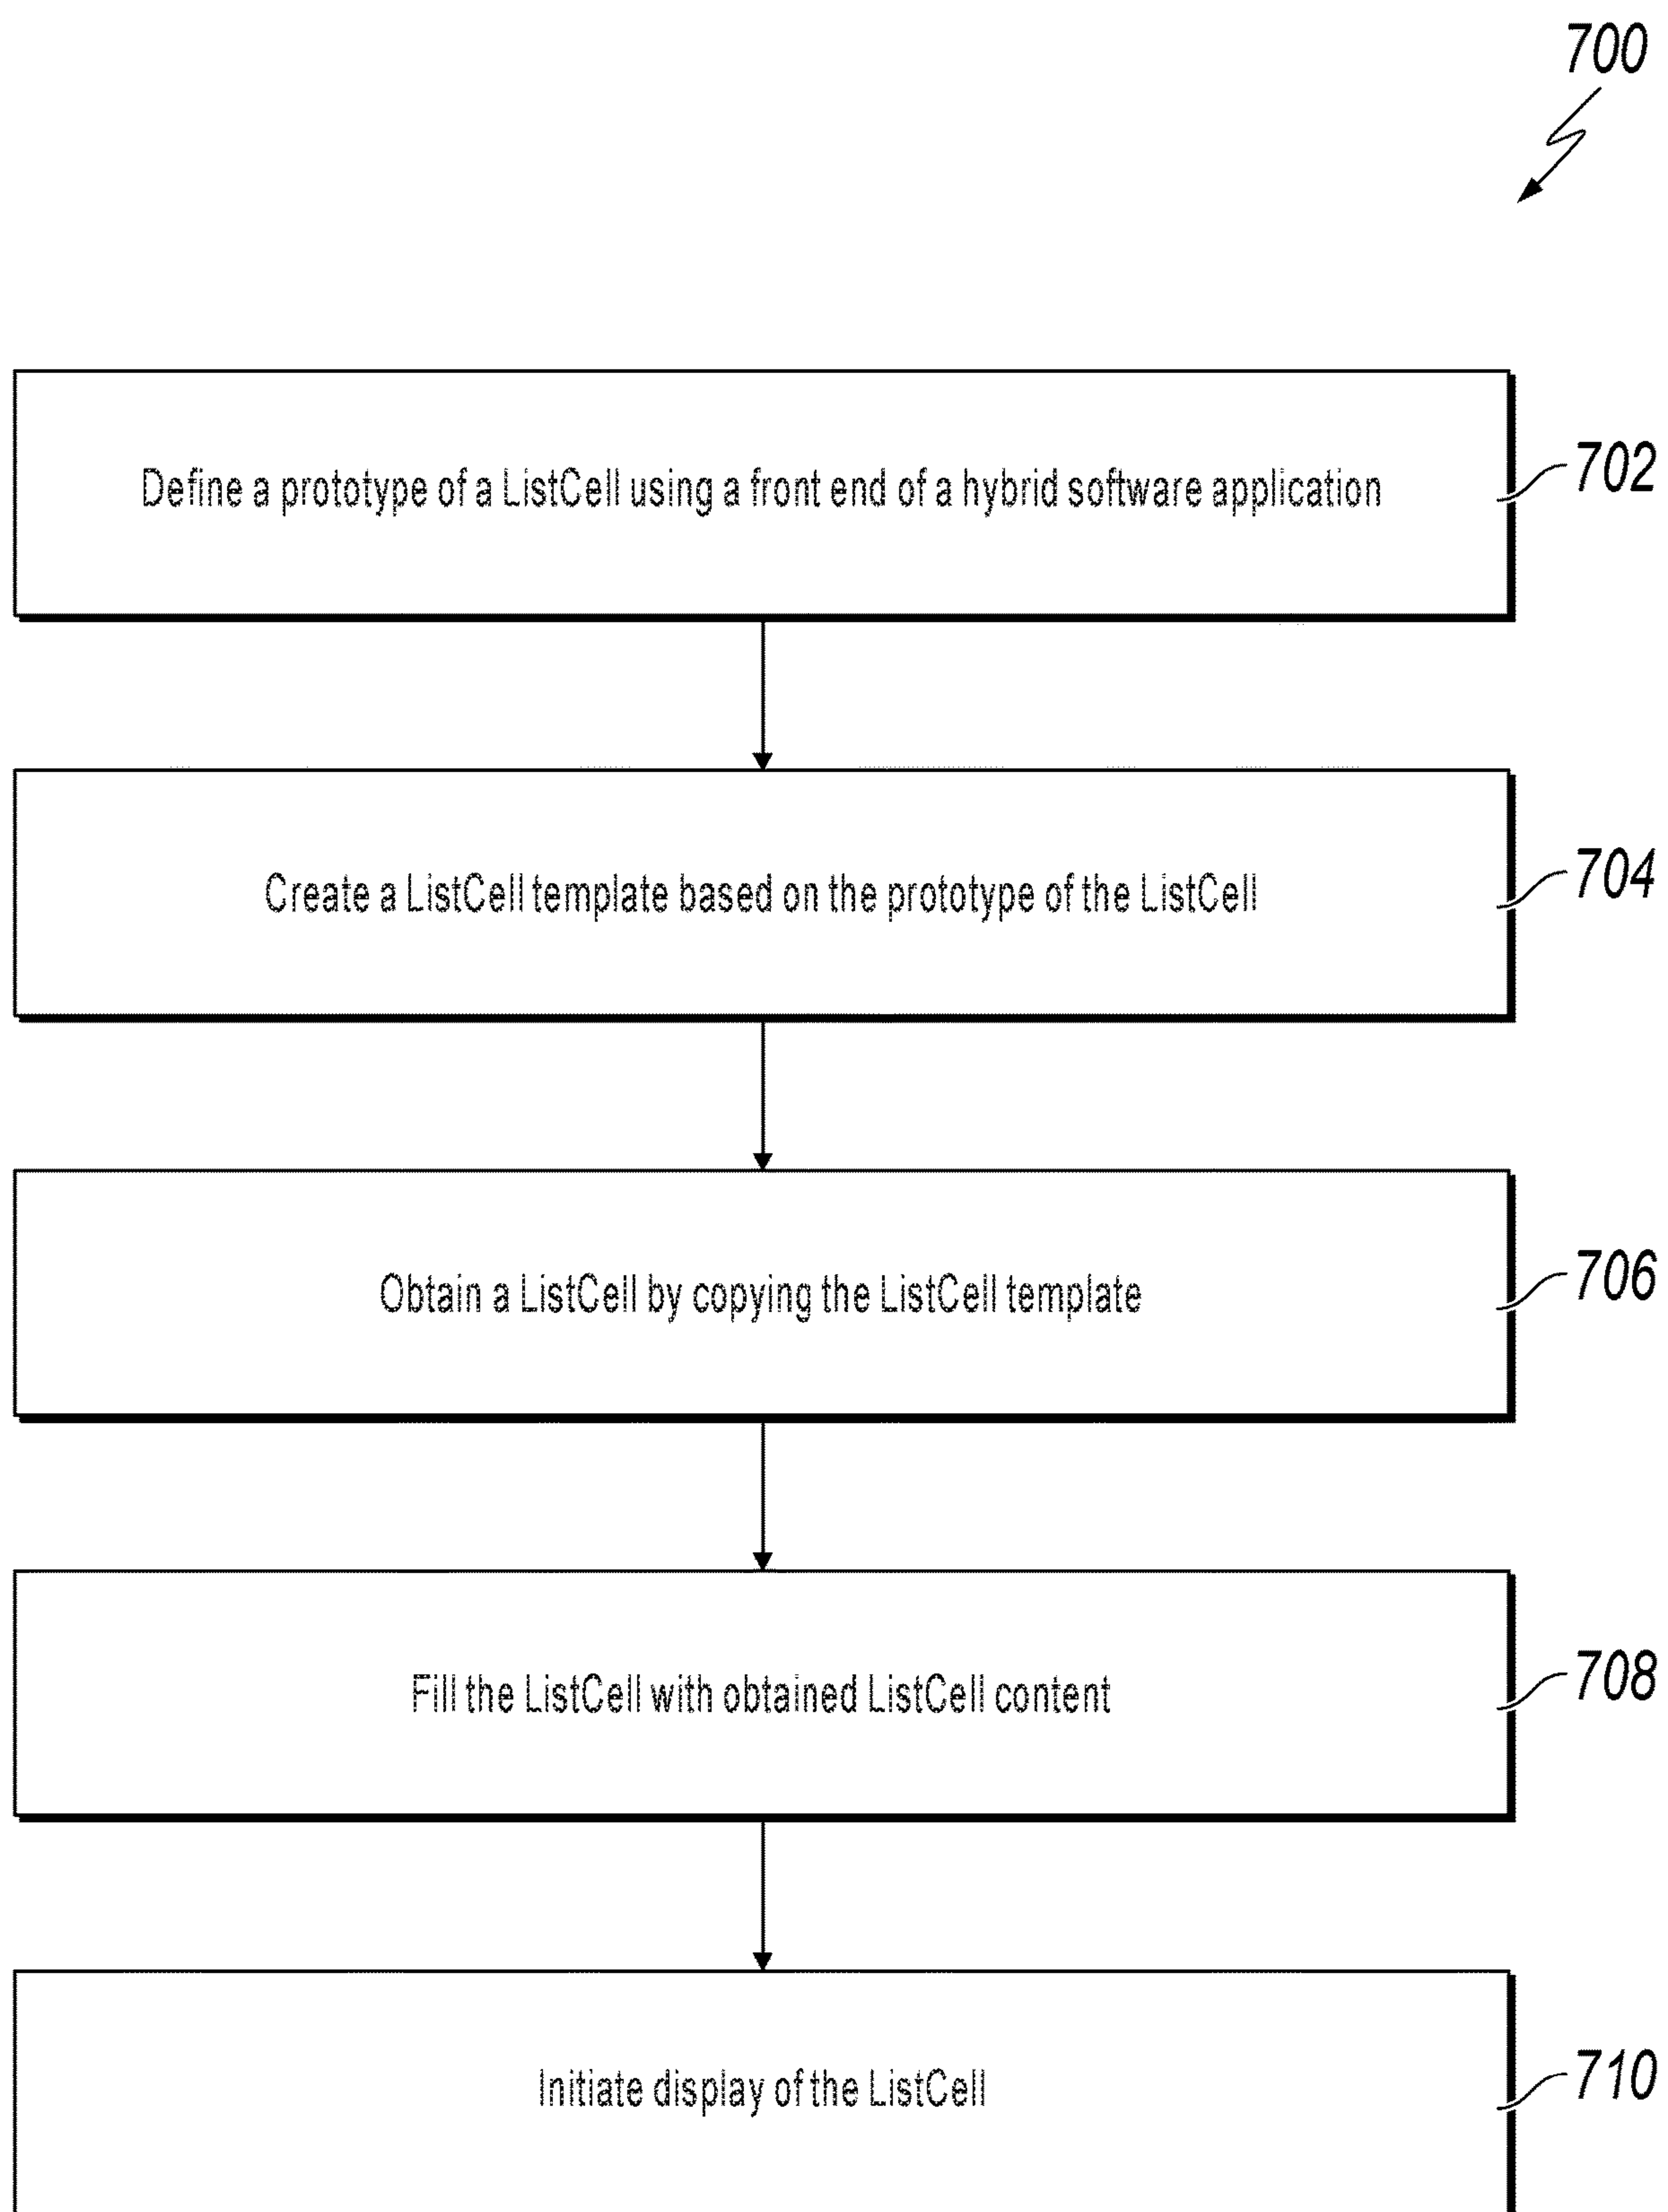 700
Define a prototype of a ListCell using a front end of a hybrid software application
702
Create a ListCell template based on the prototype of the ListCell
704
Obtain a ListCell by copying the ListCell template
706
Fill the ListCell with obtained ListCell content
708
Initiate display of the ListCell
710